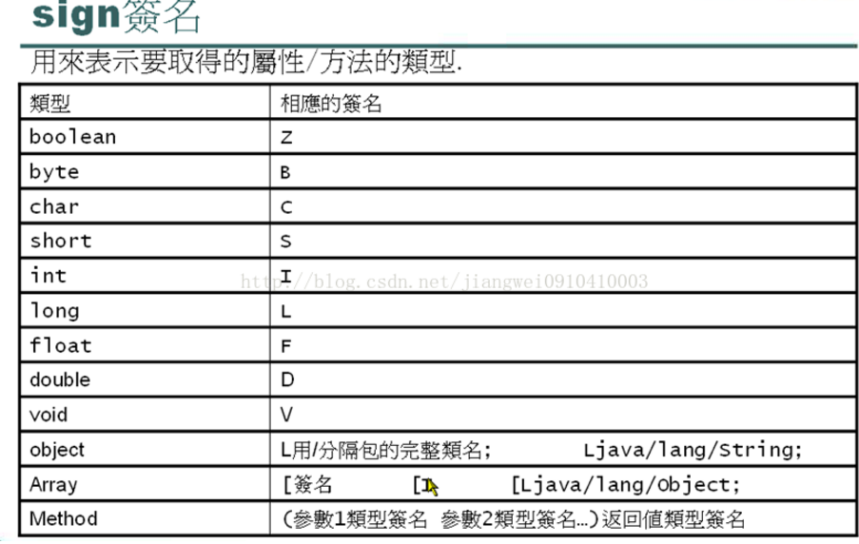 sign簽名
用來表示要取得的屬性/方法的類型.
類型 相應的簽名
boolean Z
byte B
char C
short S
int I
http://blog.csdn.net/jiangwei0910410003
long L
float F
double D
void V
object L用/分隔包的完整類名; Ljava/lang/String;
Array [簽名 [I [Ljava/lang/Object;
Method (參數1類型簽名 參數2類型簽名…)返回值類型簽名